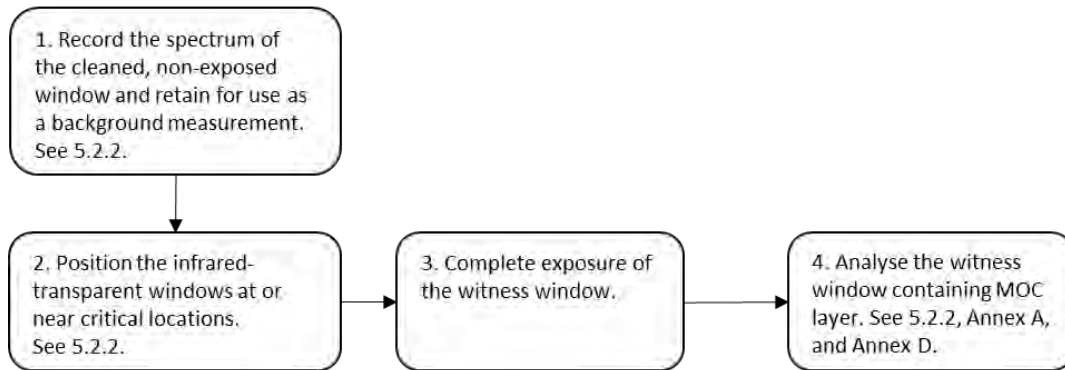 1. Record the spectrum of
the cleaned, non-exposed
window and retain for use as
a background measurement.
See 5.2.2.
2. Position the infrared-
transparent windows at or
near critical locations.
See 5.2.2.
3. Complete exposure of
the witness window.
4. Analyse the witness
window containing MOC
layer. See 5.2.2, Annex A,
and Annex D.